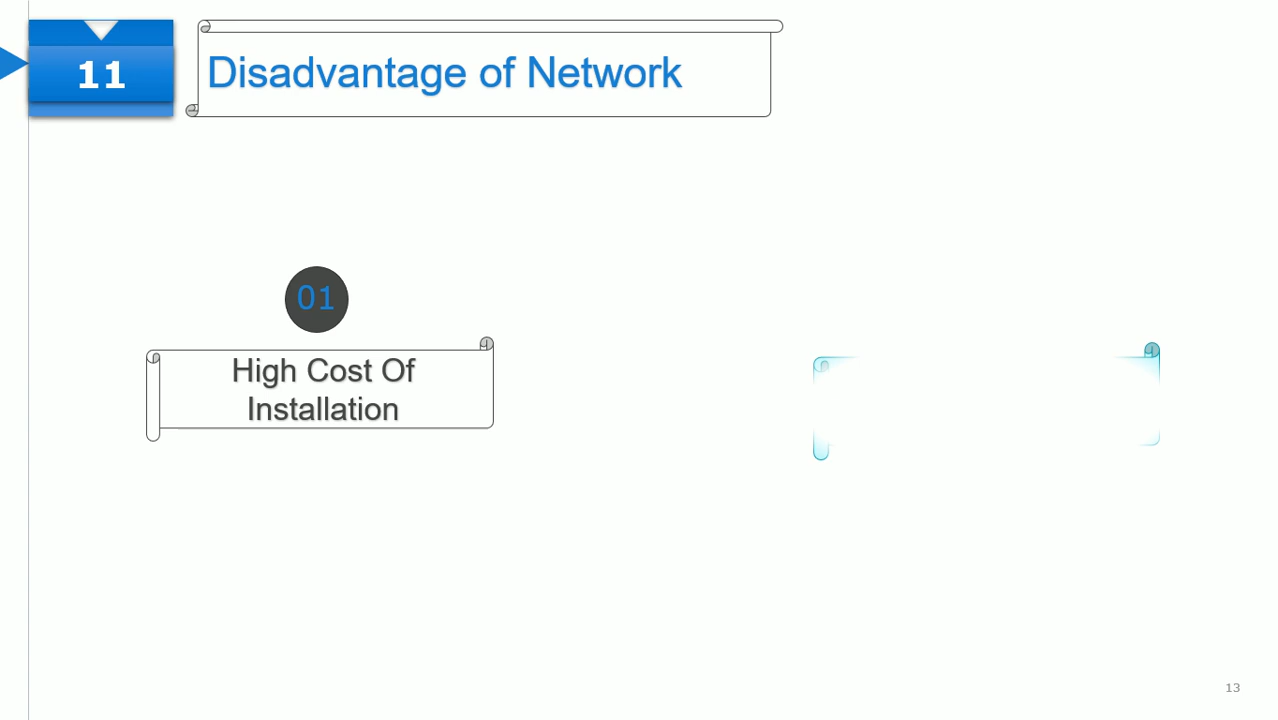 11
Disadvantage of Network
01
High Cost Of
Installation
13